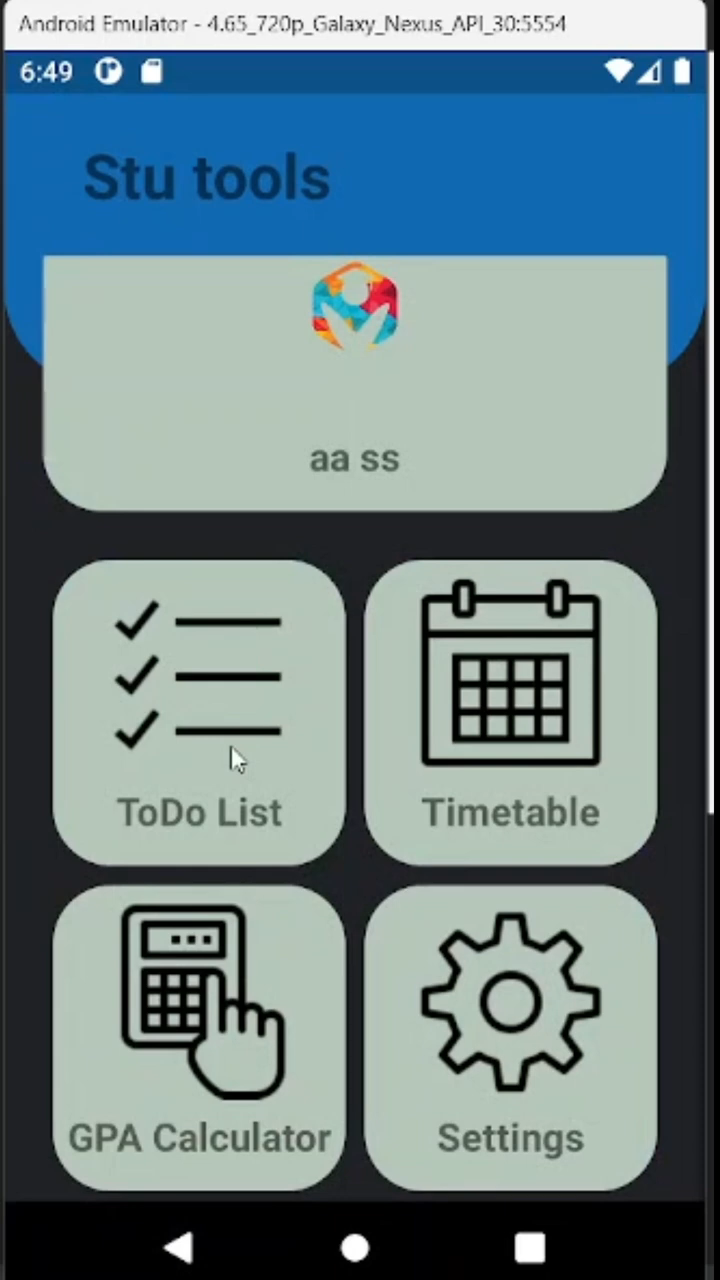 Android Emulator - 4.65_720p_Galaxy_Nexus_API_30:5554
6:49
Stu tools
aa ss
ToDo List
Timetable
GPA Calculator
Settings